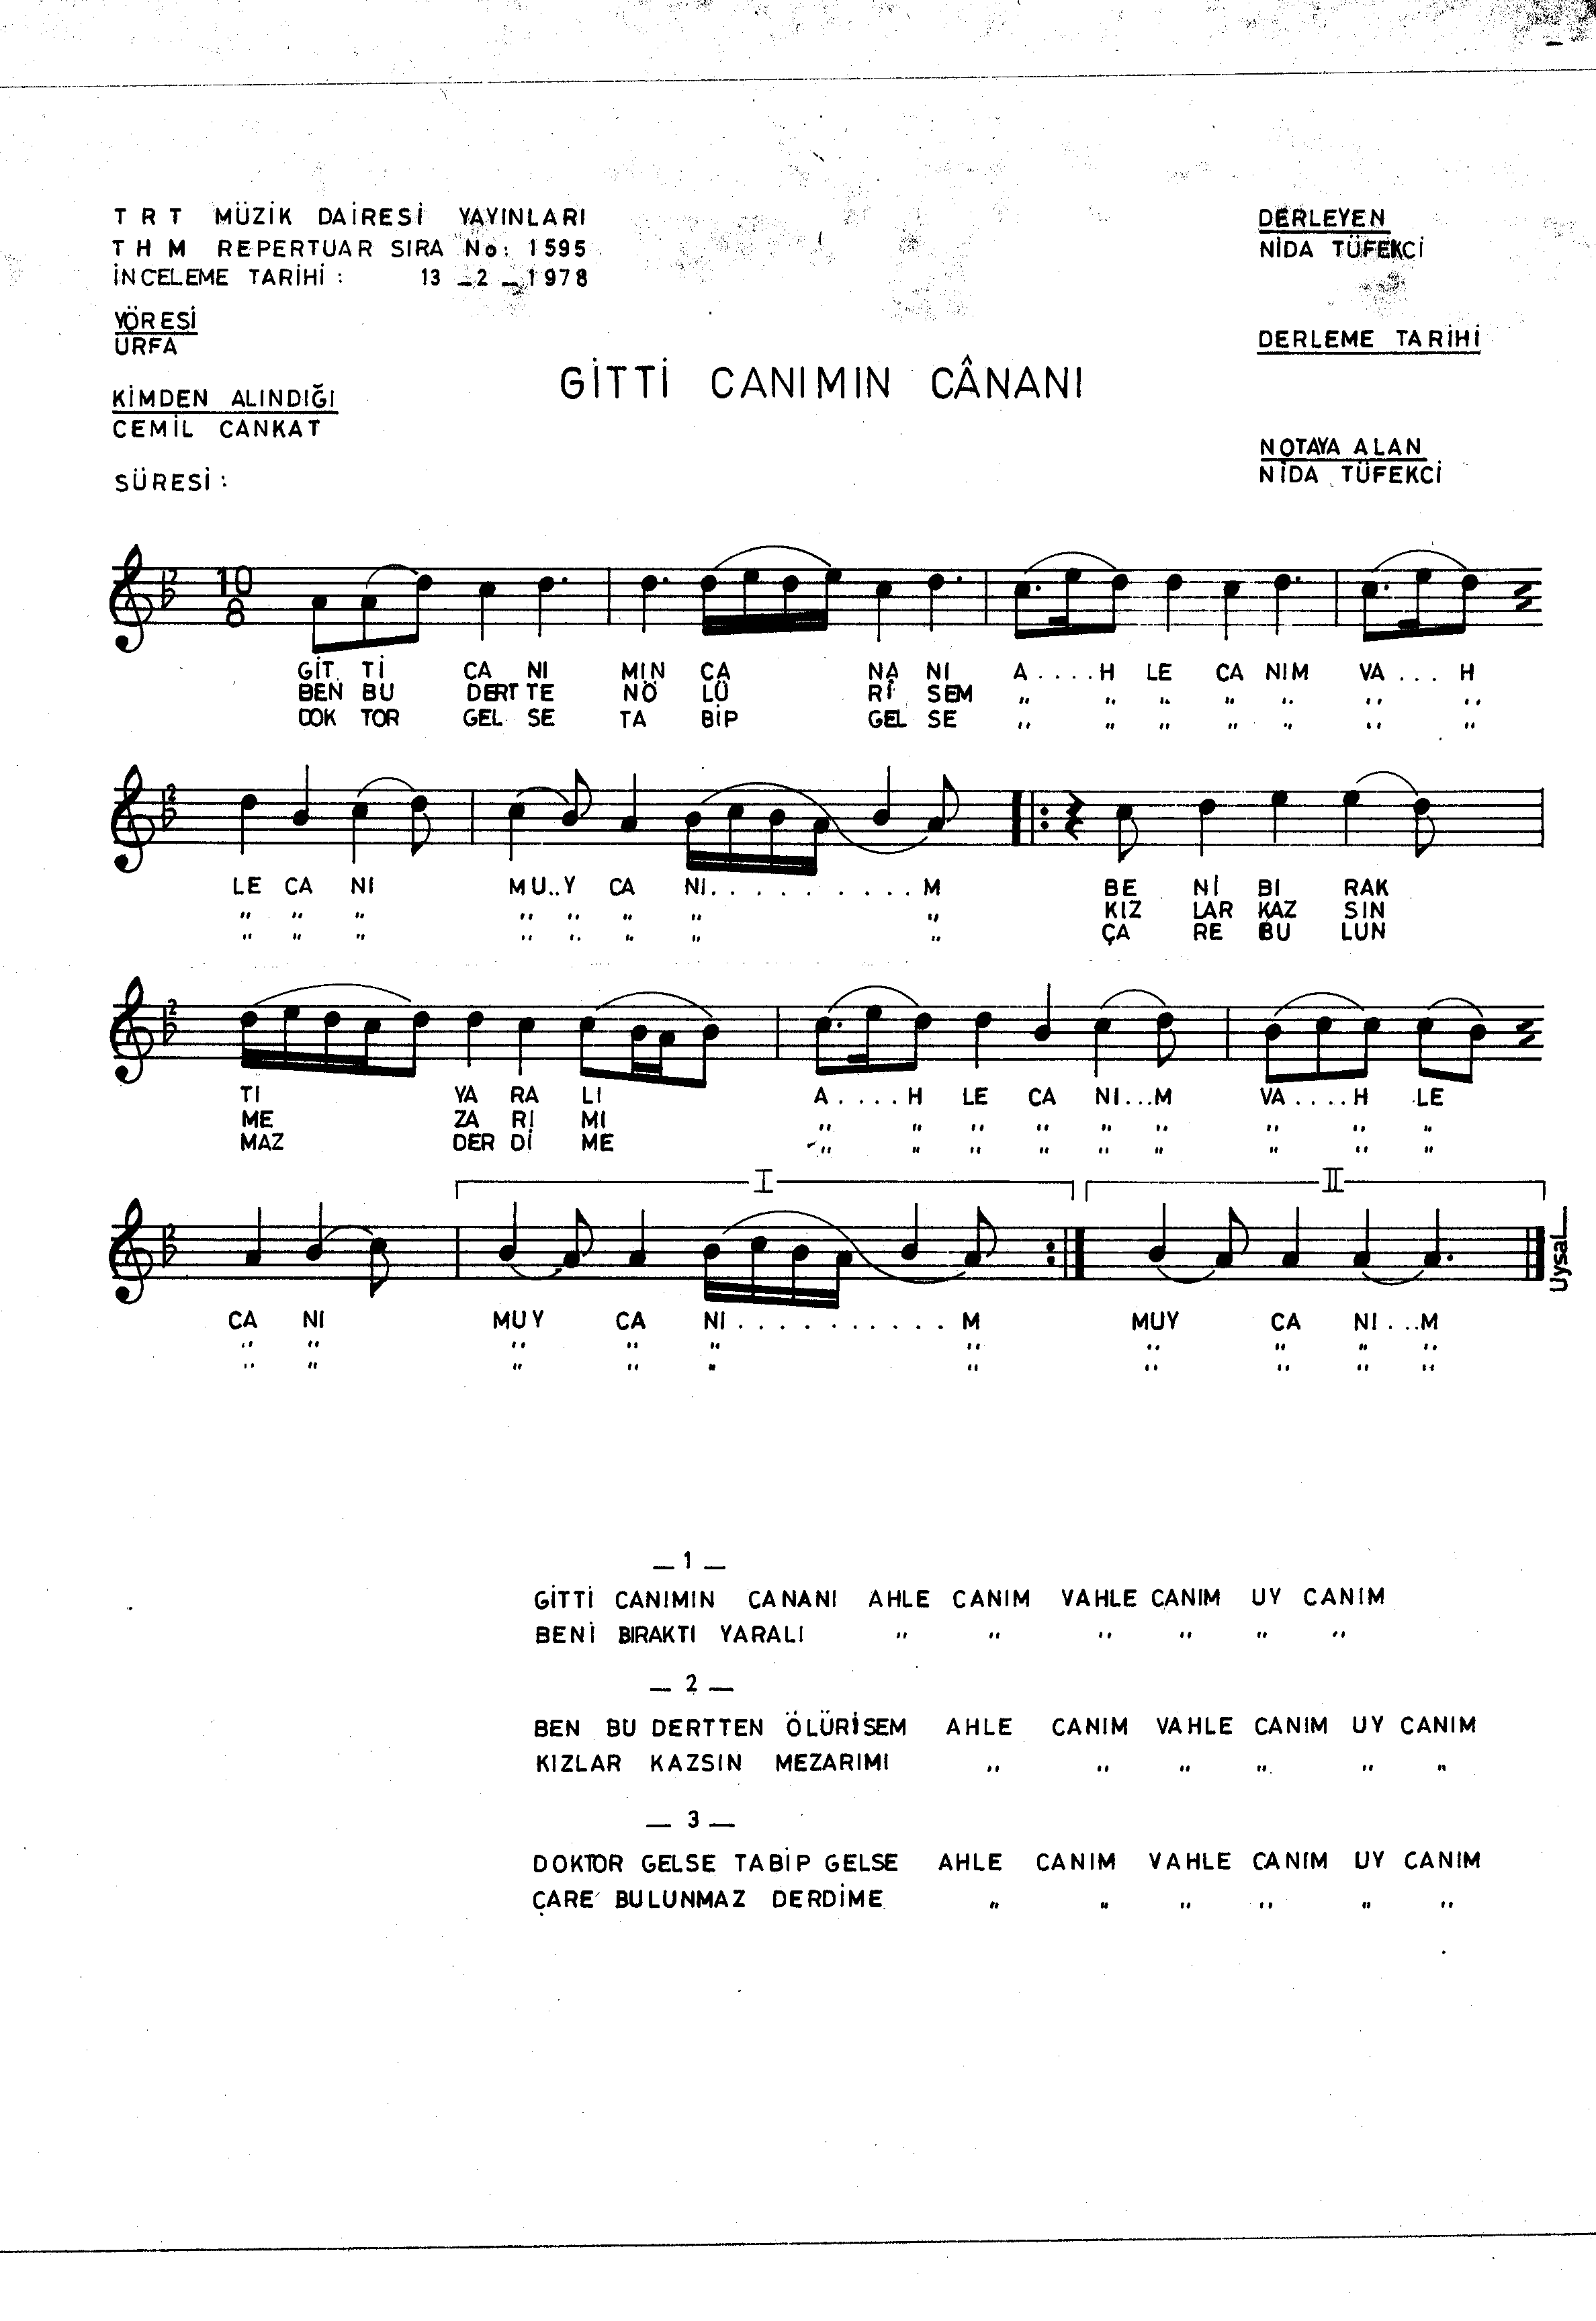 TRT MÜZİK DAİRESİ YAYINLARI
THM REPERTUAR SIRA No: 1595
İNCELEME TARİHİ : 13_2_1978
YÖRESİ
URFA
KİMDEN ALINDIĞI
CEMİL CANKAT
SÜRESİ :
GİTTİ CANIMIN CÂNANI
DERLEYEN
NİDA TÜFEKCİ
DERLEME TARİHİ
NOTAYA ALAN
NİDA TÜFEKCİ
2 10 8
GİT. Tİ CA NI MIN CA NA NI A....H LE CA NIM VA...H
BEN BU DERT TE NÖ LÜ Rİ SEM " " " " " " "
DOK TOR GEL SE TA BİP GEL SE " " " " " " "
2
LE CA NI MU..Y CA NI.........M BE Nİ BI RAK
" " " " " " " " KIZ LAR KAZ SIN
" " " " " " " " ÇA RE BU LUN
2
TI YA RA LI A....H LE CA NI...M VA....H LE
ME ZA RI MI " " " " " " " " "
MAZ DER Dİ ME " " " " " " " " "
I II
2
Uysal
CA NI MUY CA NI..........M MUY CA NI...M
" " " " " " " " " "
" " " " " " " " " "
_ 1 _
GİTTİ CANIMIN CANANI AHLE CANIM VAHLE CANIM UY CANIM
BENİ BIRAKTI YARALI " " " " " "
_ 2 _
BEN BU DERTTEN ÖLÜRİSEM AHLE CANIM VAHLE CANIM UY CANIM
KIZLAR KAZSIN MEZARIMI " " " " " "
_ 3 _
DOKTOR GELSE TABİP GELSE AHLE CANIM VAHLE CANIM UY CANIM
ÇARE BULUNMAZ DERDİME " " " " " "